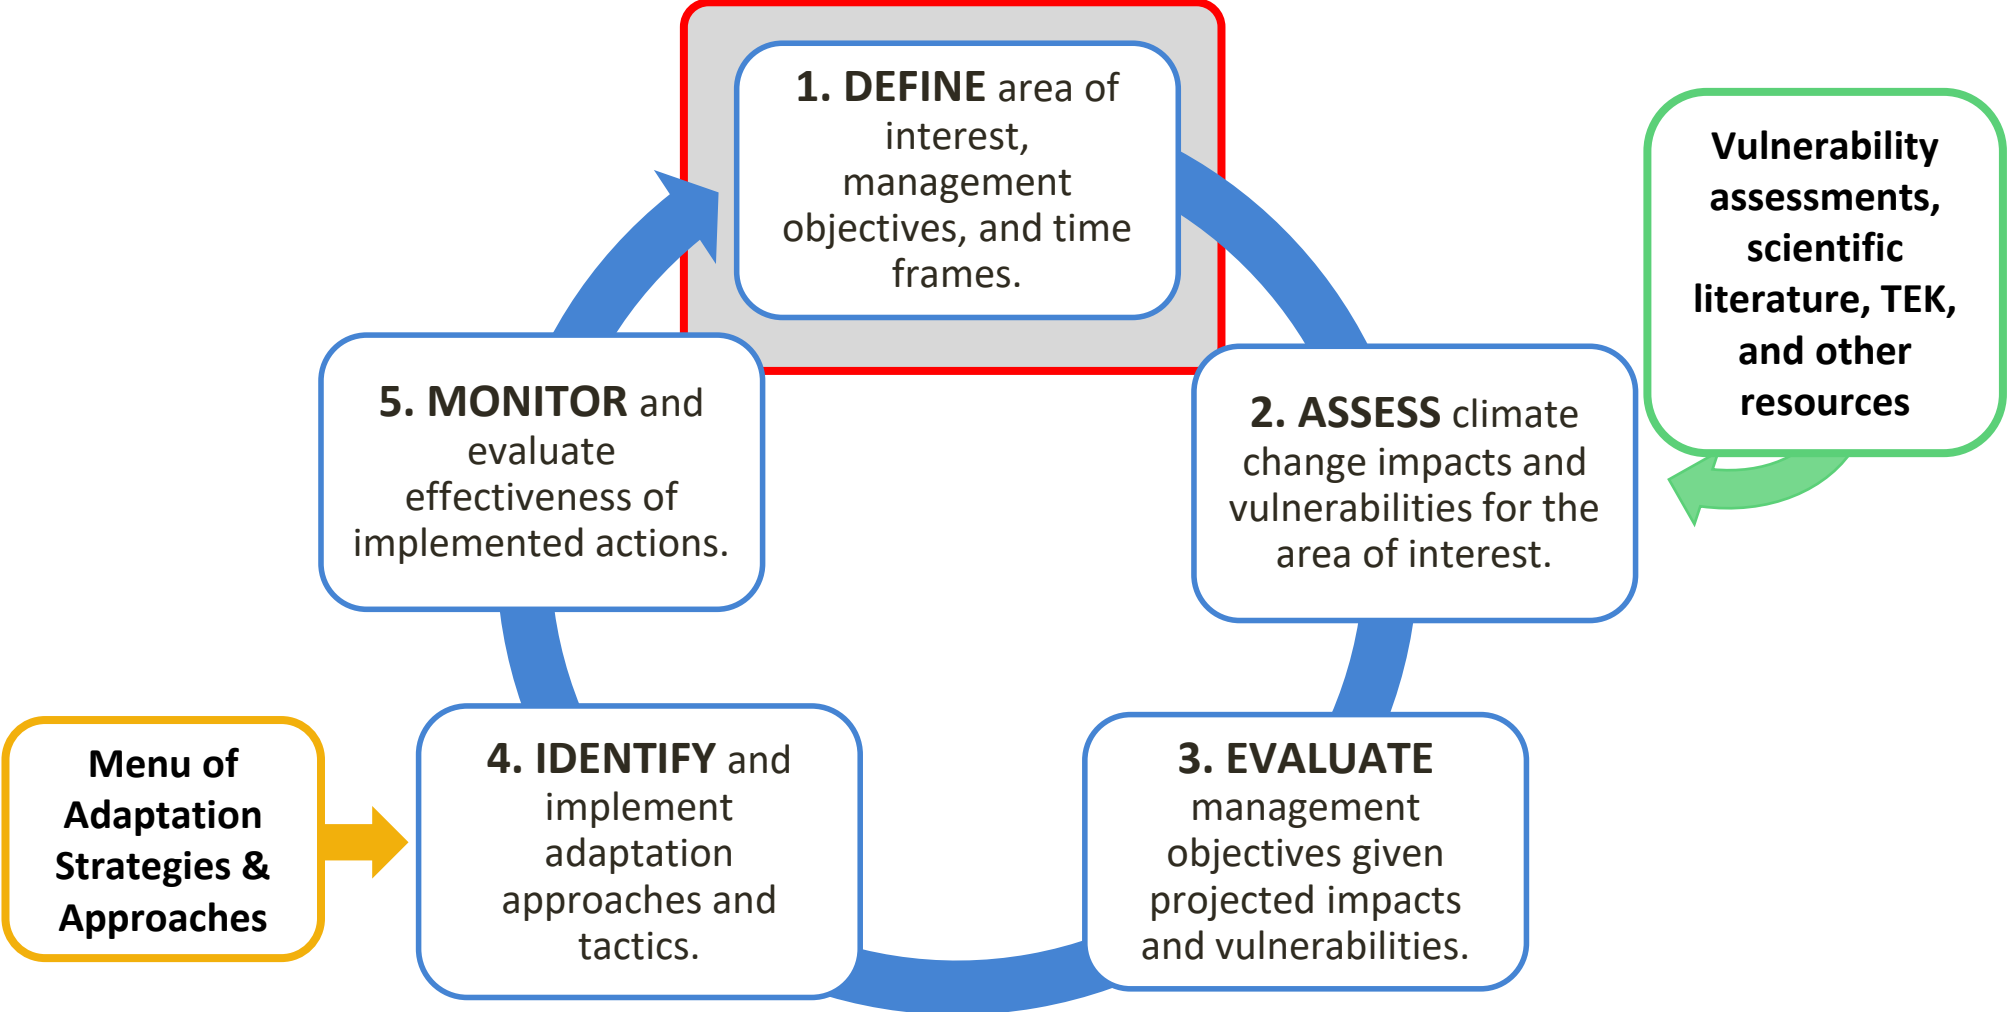 1. DEFINE area of
interest,
management
objectives, and time
frames.
Vulnerability
assessments,
scientific
literature, TEK,
and other
resources
2. ASSESS climate
change impacts and
vulnerabilities for the
area of interest.
3. EVALUATE
management
objectives given
projected impacts
and vulnerabilities.
4. IDENTIFY and
implement
adaptation
approaches and
tactics.
Menu of
Adaptation
Strategies &
Approaches
5. MONITOR and
evaluate
effectiveness of
implemented actions.